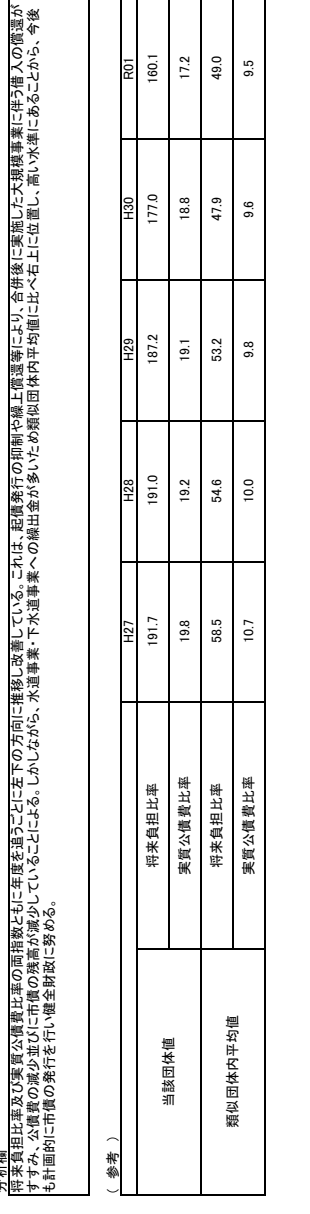 分析欄
将来負担比率及び実質公債費比率の両指数ともに年度を追うごとに左下の方向に推移し改善している。これは、起債発行の抑制や繰上償還等により、合併後に実施した大規模事業に伴う借入の償還が
すすみ、公債費の減少並びに市債の残高が減少していることによる。しかしながら、水道事業・下水道事業への繰出金が多いため類似団体内平均値に比べ右上に位置し、高い水準にあることから、今後
も計画的に市債の発行を行い健全財政に努める。
（ 参考 ）
H27 H28 H29 H30 R01
当該団体値 将来負担比率 191.7 191.0 187.2 177.0 160.1
実質公債費比率 19.8 19.2 19.1 18.8 17.2
類似団体内平均値 将来負担比率 58.5 54.6 53.2 47.9 49.0
実質公債費比率 10.7 10.0 9.8 9.6 9.5